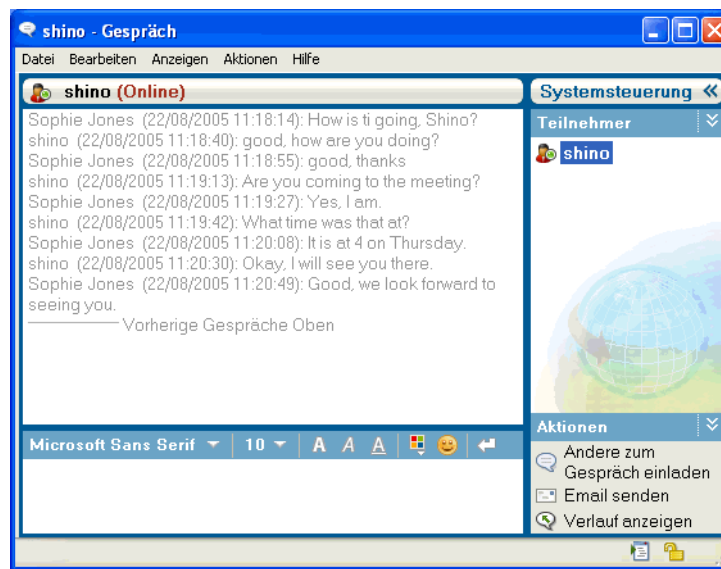 shino - Gespräch
Datei Bearbeiten Anzeigen Aktionen Hilfe
shino (Online)
Sophie Jones (22/08/2005 11:18:14): How is ti going, Shino?
shino (22/08/2005 11:18:40): good, how are you doing?
Sophie Jones (22/08/2005 11:18:55): good, thanks
shino (22/08/2005 11:19:13): Are you coming to the meeting?
Sophie Jones (22/08/2005 11:19:27): Yes, I am.
shino (22/08/2005 11:19:42): What time was that at?
Sophie Jones (22/08/2005 11:20:08): It is at 4 on Thursday.
shino (22/08/2005 11:20:30): Okay, I will see you there.
Sophie Jones (22/08/2005 11:20:49): Good, we look forward to
seeing you.
Vorherige Gespräche Oben
Microsoft Sans Serif 10 A A A
Systemsteuerung
Teilnehmer
shino
Aktionen
Andere zum
Gespräch einladen
Email senden
Verlauf anzeigen